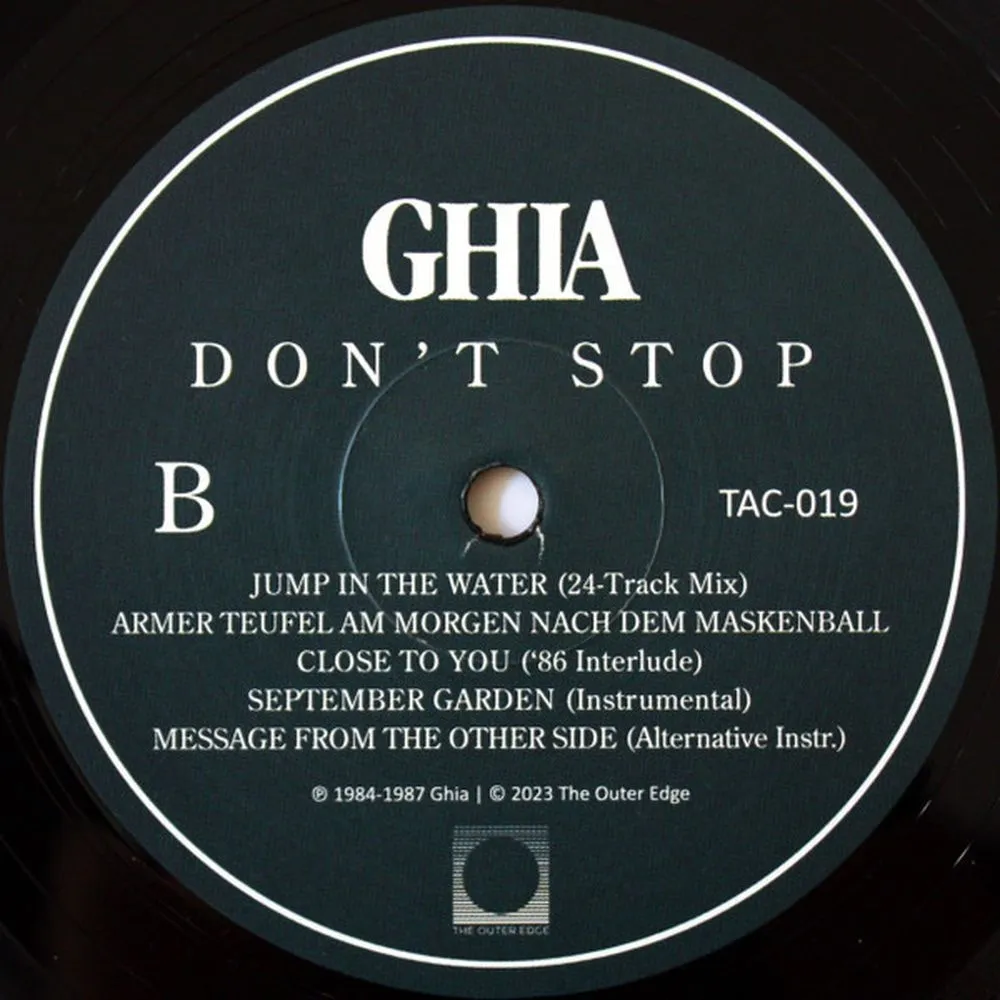 GHIA
DON'T STOP
B
TAC-019
JUMP IN THE WATER (24-Track Mix)
ARMER TEUFEL AM MORGEN NACH DEM MASKENBALL
CLOSE TO YOU (‘86 Interlude)
SEPTEMBER GARDEN (Instrumental)
MESSAGE FROM THE OTHER SIDE (Alternative Instr.)
℗ 1984-1987 Ghia | © 2023 The Outer Edge
THE OUTER EDGE